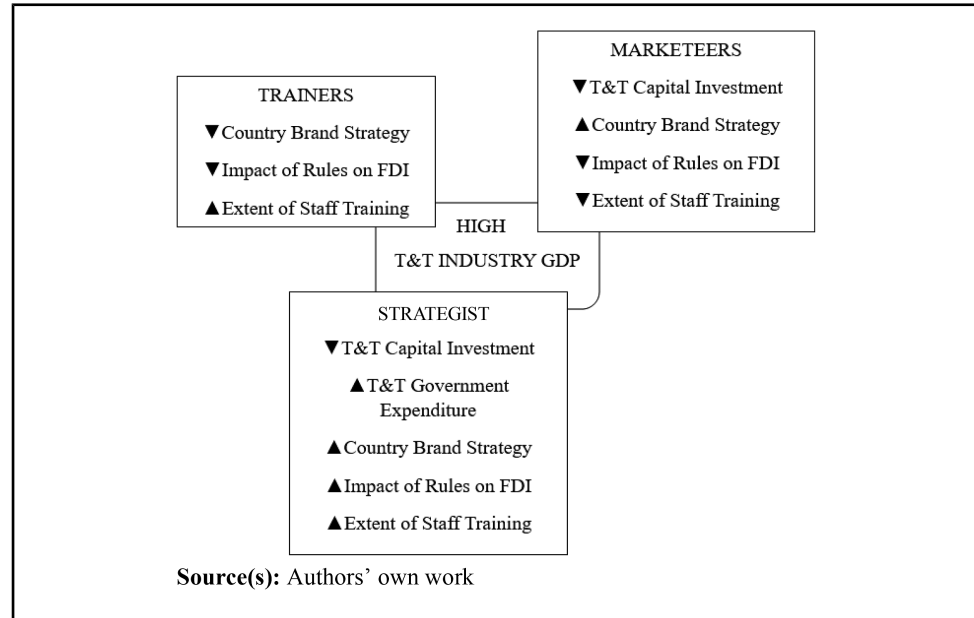 TRAINERS
▼Country Brand Strategy
▼Impact of Rules on FDI
▲Extent of Staff Training
MARKETEERS
▼T&T Capital Investment
▲Country Brand Strategy
▼Impact of Rules on FDI
▼Extent of Staff Training
HIGH
T&T INDUSTRY GDP
STRATEGIST
▼T&T Capital Investment
▲T&T Government
Expenditure
▲Country Brand Strategy
▲Impact of Rules on FDI
▲Extent of Staff Training
Source(s): Authors’ own work